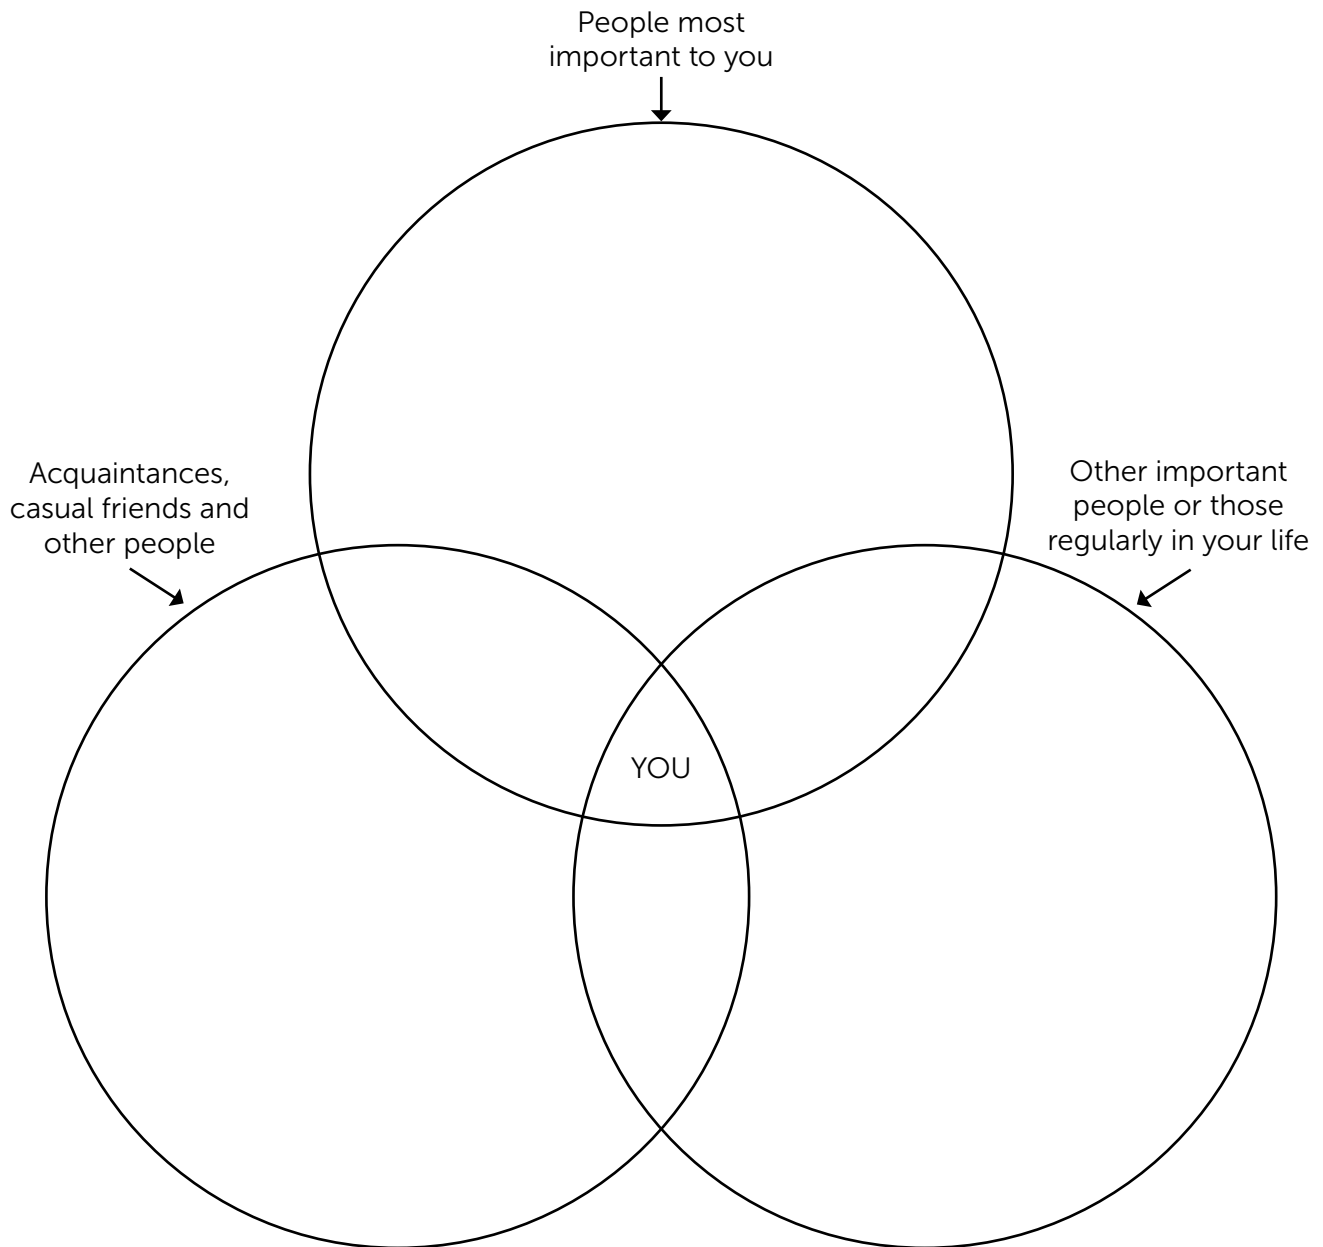 People most
important to you
Acquaintances,
casual friends and
other people
Other important
people or those
regularly in your life
YOU